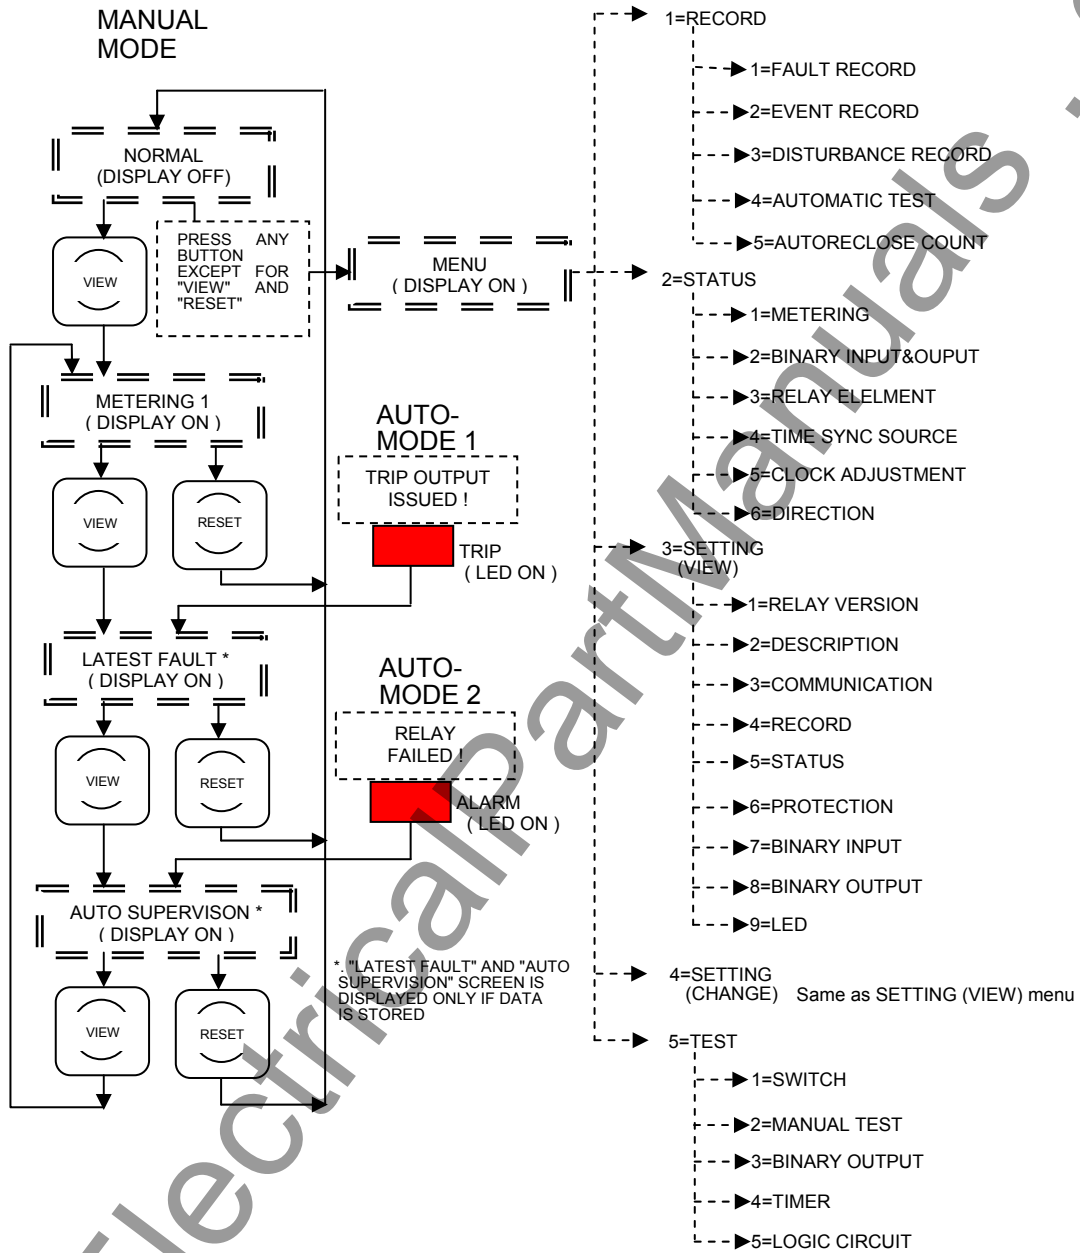 MANUAL
MODE
NORMAL
(DISPLAY OFF)
VIEW
PRESS ANY
BUTTON
EXCEPT FOR
"VIEW" AND
"RESET"
MENU
( DISPLAY ON )
METERING 1
( DISPLAY ON )
VIEW
RESET
AUTO-
MODE 1
TRIP OUTPUT
ISSUED !
TRIP
( LED ON )
LATEST FAULT *
( DISPLAY ON )
VIEW
RESET
AUTO-
MODE 2
RELAY
FAILED !
ALARM
( LED ON )
AUTO SUPERVISON *
( DISPLAY ON )
VIEW
RESET
*. "LATEST FAULT" AND "AUTO
SUPERVISION" SCREEN IS
DISPLAYED ONLY IF DATA
IS STORED
1=RECORD
1=FAULT RECORD
2=EVENT RECORD
3=DISTURBANCE RECORD
4=AUTOMATIC TEST
5=AUTORECLOSE COUNT
2=STATUS
1=METERING
2=BINARY INPUT&OUPUT
3=RELAY ELELMENT
4=TIME SYNC SOURCE
5=CLOCK ADJUSTMENT
6=DIRECTION
3=SETTING
(VIEW)
1=RELAY VERSION
2=DESCRIPTION
3=COMMUNICATION
4=RECORD
5=STATUS
6=PROTECTION
7=BINARY INPUT
8=BINARY OUTPUT
9=LED
4=SETTING
(CHANGE) Same as SETTING (VIEW) menu
5=TEST
1=SWITCH
2=MANUAL TEST
3=BINARY OUTPUT
4=TIMER
5=LOGIC CIRCUIT
ElectricalPartManuals .